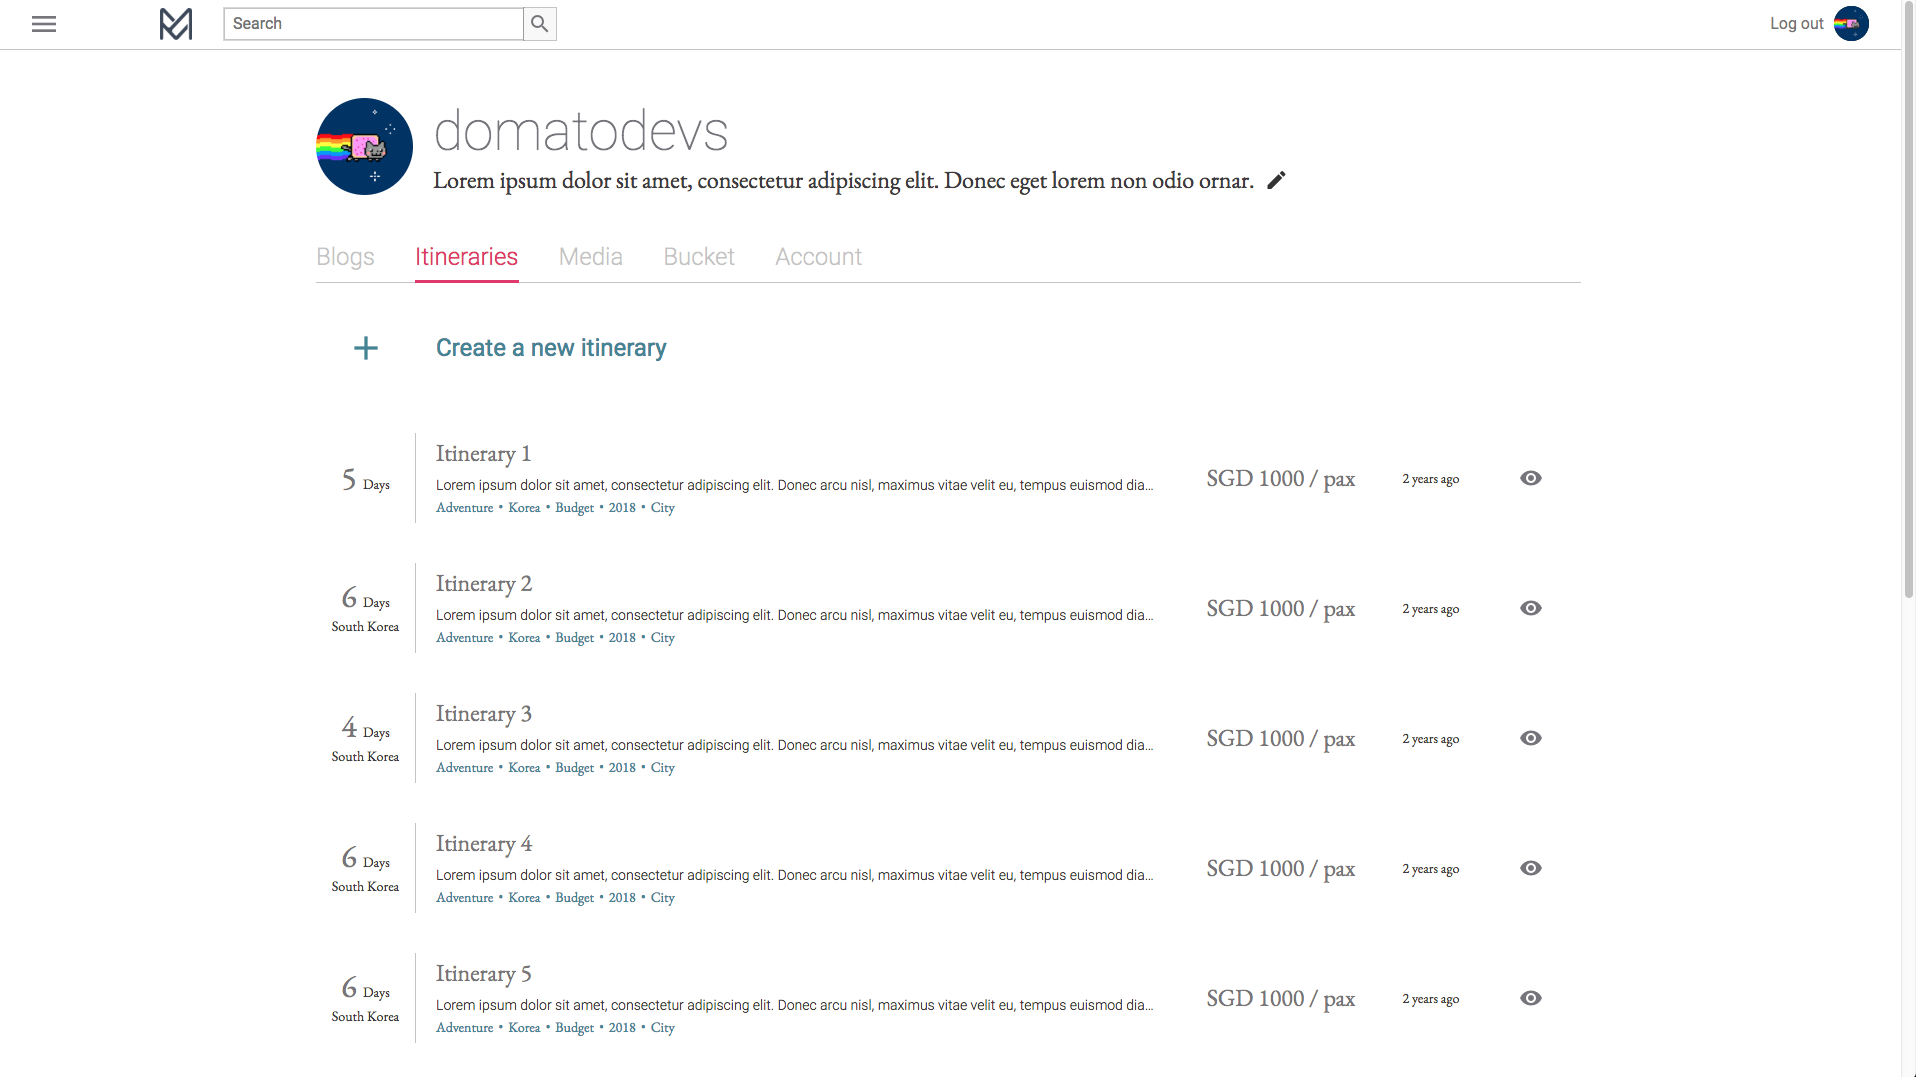 Search
Log out
domatodevs
Lorem ipsum dolor sit amet, consectetur adipiscing elit. Donec eget lorem non odio ornar.
Blogs Itineraries Media Bucket Account
Create a new itinerary
Itinerary 1
5 Days
Lorem ipsum dolor sit amet, consectetur adipiscing elit. Donec arcu nisl, maximus vitae velit eu, tempus euismod dia...
Adventure • Korea • Budget • 2018 • City
SGD 1000 / pax
2 years ago
Itinerary 2
6 Days
South Korea
Lorem ipsum dolor sit amet, consectetur adipiscing elit. Donec arcu nisl, maximus vitae velit eu, tempus euismod dia...
Adventure • Korea • Budget • 2018 • City
SGD 1000 / pax
2 years ago
Itinerary 3
4 Days
South Korea
Lorem ipsum dolor sit amet, consectetur adipiscing elit. Donec arcu nisl, maximus vitae velit eu, tempus euismod dia...
Adventure • Korea • Budget • 2018 • City
SGD 1000 / pax
2 years ago
Itinerary 4
6 Days
South Korea
Lorem ipsum dolor sit amet, consectetur adipiscing elit. Donec arcu nisl, maximus vitae velit eu, tempus euismod dia...
Adventure • Korea • Budget • 2018 • City
SGD 1000 / pax
2 years ago
Itinerary 5
6 Days
South Korea
Lorem ipsum dolor sit amet, consectetur adipiscing elit. Donec arcu nisl, maximus vitae velit eu, tempus euismod dia...
Adventure • Korea • Budget • 2018 • City
SGD 1000 / pax
2 years ago